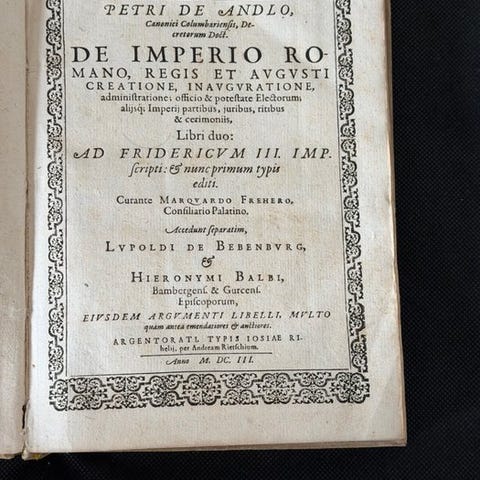 PETRI DE ANDLO,
Canonici Columbariensis, De-
cretorum Doct.
DE IMPERIO RO-
MANO, REGIS ET AVGVSTI
CREATIONE, INAVGVRATIONE,
administratione: officio & potestate Electorum,
alijsq; Imperij partibus, juribus, ritibus
& cerimoniis,
Libri duo:
AD FRIDERICVM III. IMP.
scripti: & nunc primum typis
editi.
Curante MARQVARDO FREHERO,
Consiliario Palatino.
Accedunt separatim,
LVPOLDI DE BEBENBVRG,
&
HIERONYMI BALBI,
Bambergens. & Gurcens.
Episcoporum,
EIVSDEM ARGVMENTI LIBELLI, MVLTO
quàm anteà emendatiores & auctiores.
ARGENTORATI, TYPIS IOSIAE RI-
helij, per Andream Rietschium.
Anno M. DC. III.